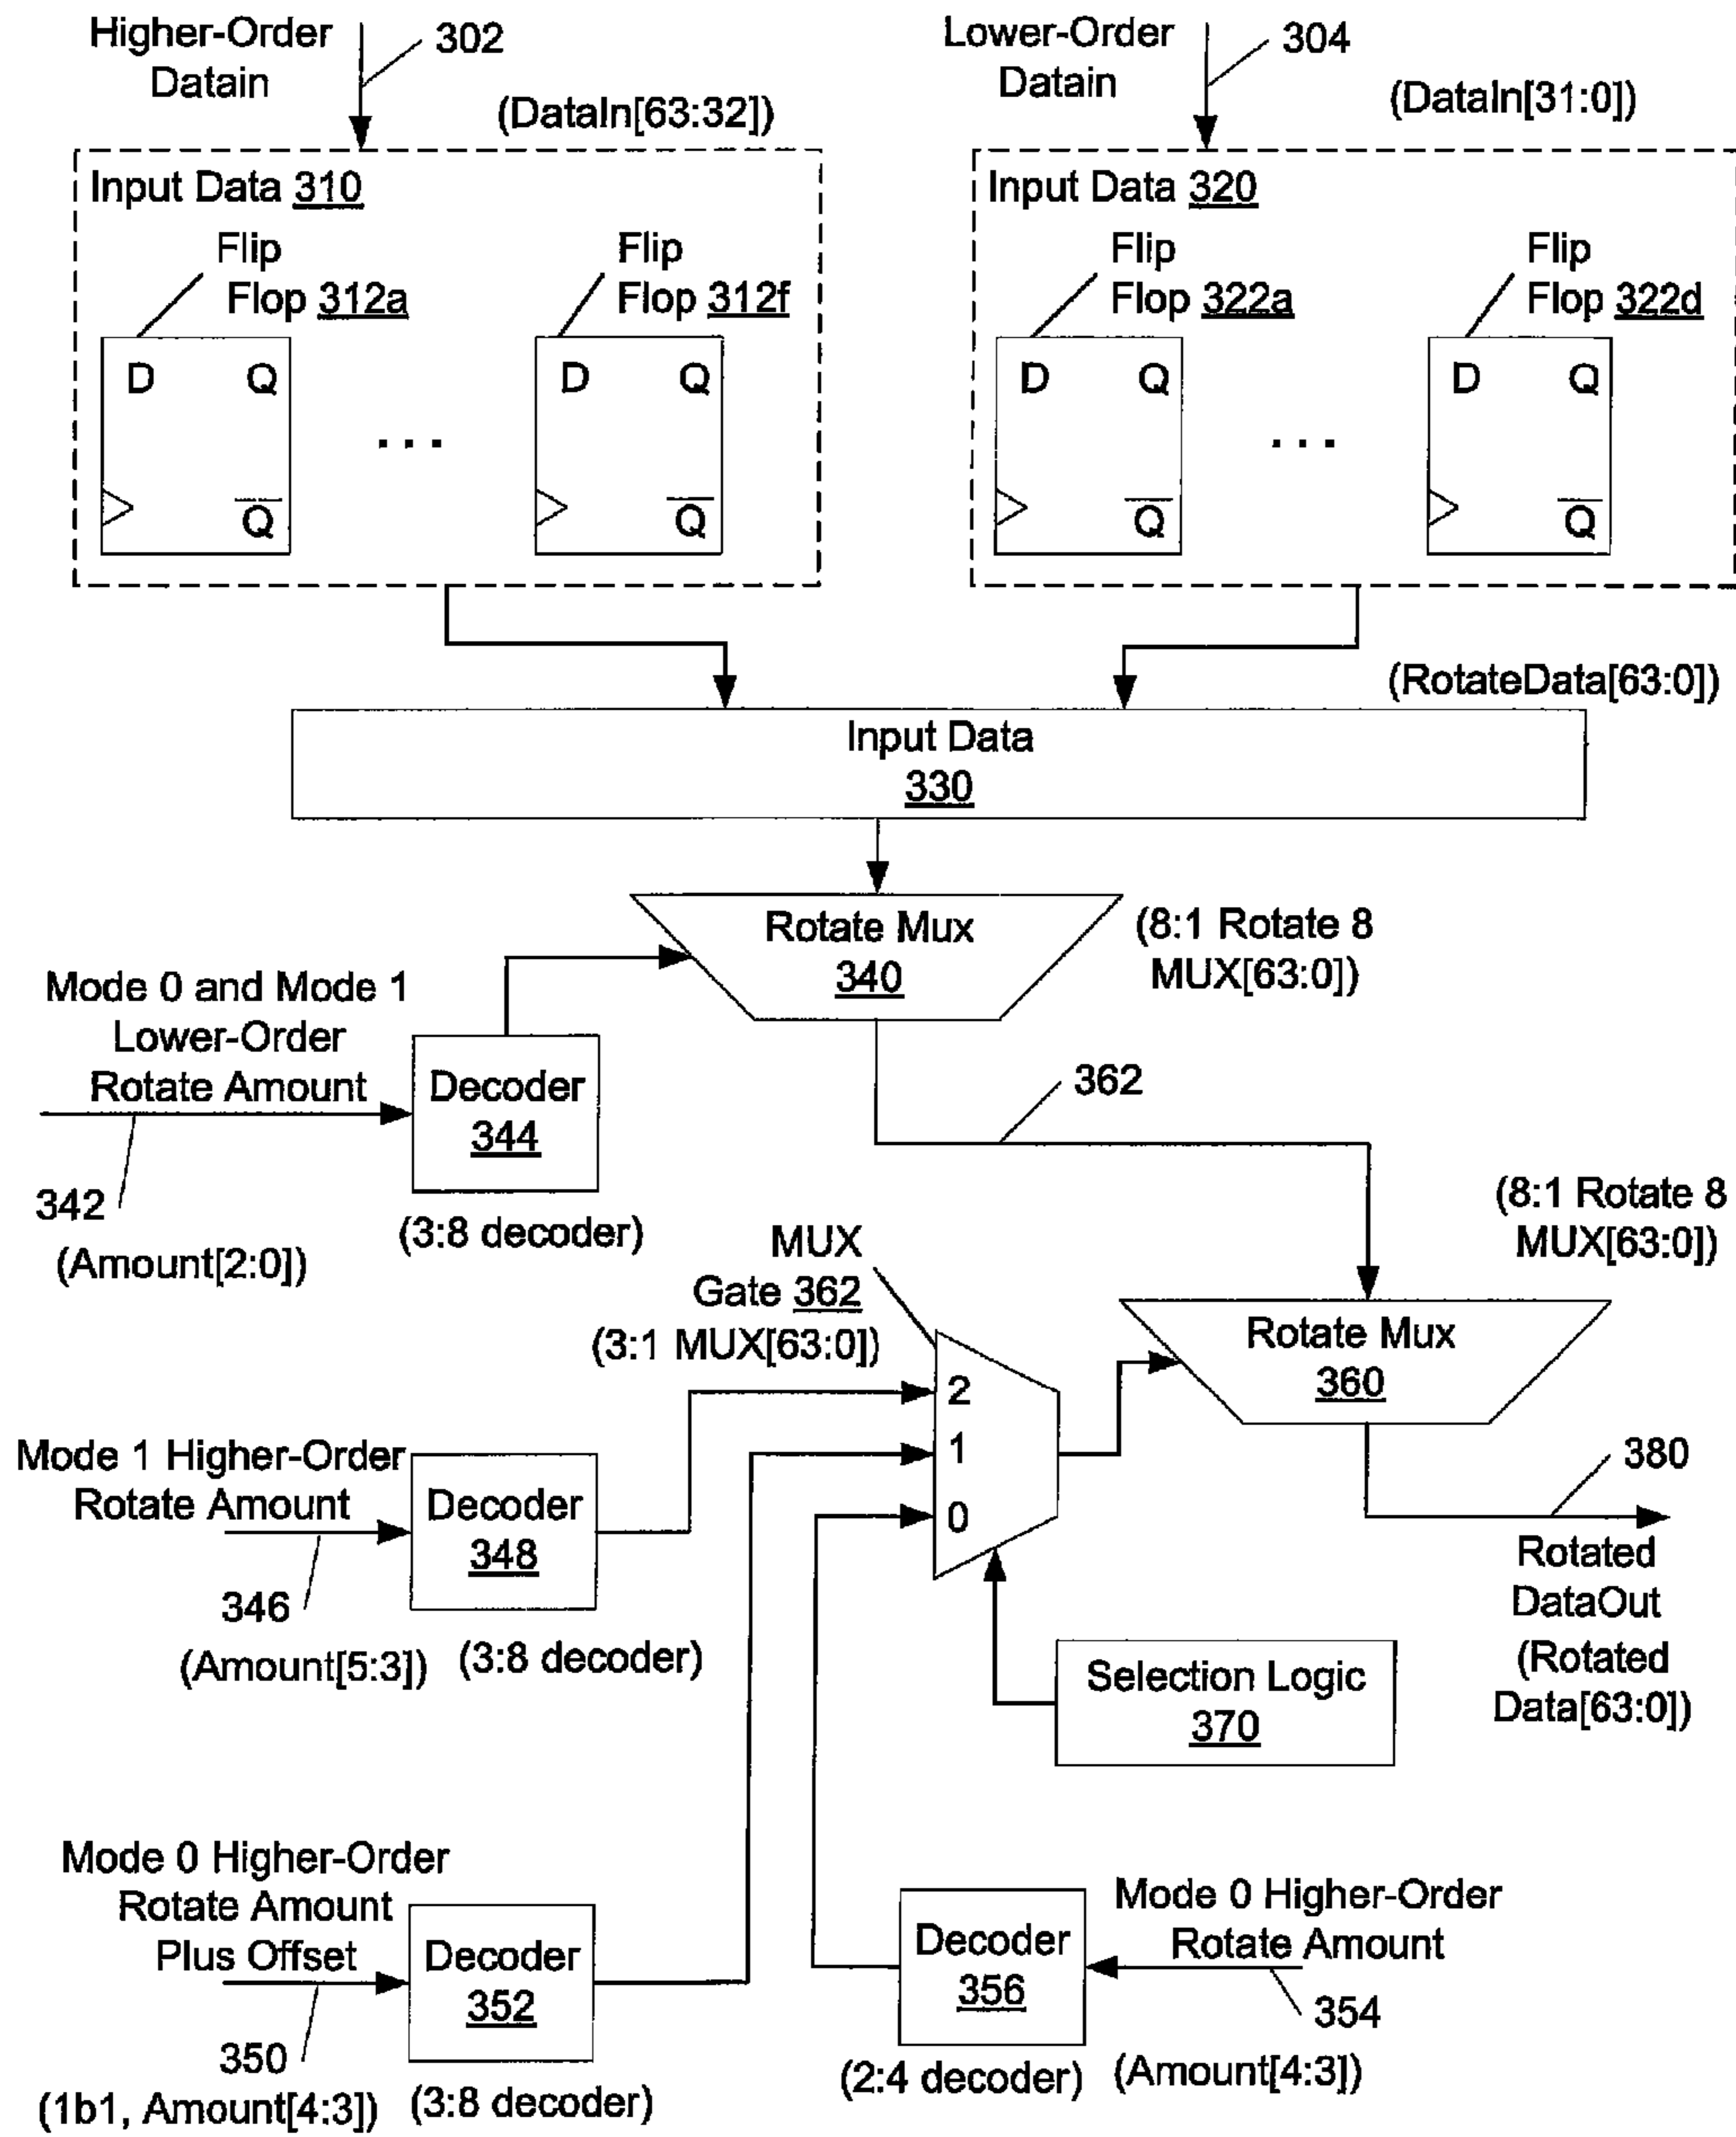 Higher-Order
Datain
302
(DataIn[63:32])
Lower-Order
Datain
304
(DataIn[31:0])
Input Data 310
Flip
Flop 312a
Flip
Flop 312f
D Q
Q
...
D Q
Q
Input Data 320
Flip
Flop 322a
Flip
Flop 322d
D Q
Q
...
D Q
Q
(RotateData[63:0])
Input Data
330
Rotate Mux
340
(8:1 Rotate 8
MUX[63:0])
Mode 0 and Mode 1
Lower-Order
Rotate Amount
Decoder
344
342
(Amount[2:0])
(3:8 decoder)
362
(8:1 Rotate 8
MUX[63:0])
MUX
Gate 362
(3:1 MUX[63:0])
2
1
0
Rotate Mux
360
380
Rotated
DataOut
(Rotated
Data[63:0])
Mode 1 Higher-Order
Rotate Amount
Decoder
348
346
(Amount[5:3])
(3:8 decoder)
Selection Logic
370
Mode 0 Higher-Order
Rotate Amount
Plus Offset
Decoder
352
350
(1b1, Amount[4:3])
(3:8 decoder)
Decoder
356
(2:4 decoder)
Mode 0 Higher-Order
Rotate Amount
354
(Amount[4:3])